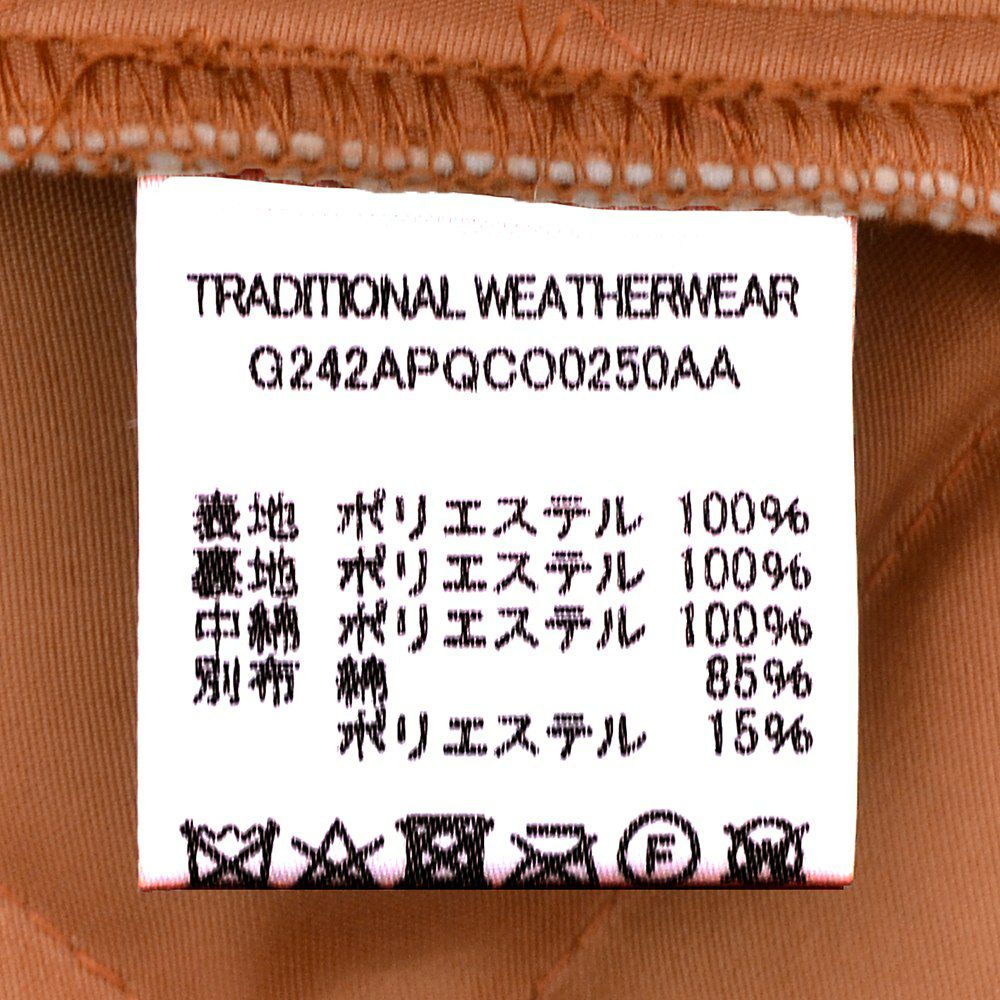 TRADITIONAL WEATHERWEAR
G242APQCO0250AA
表地 ポリエステル 100%
裏地 ポリエステル 100%
中綿 ポリエステル 100%
別布 綿 85%
ポリエステル 15%
F
W